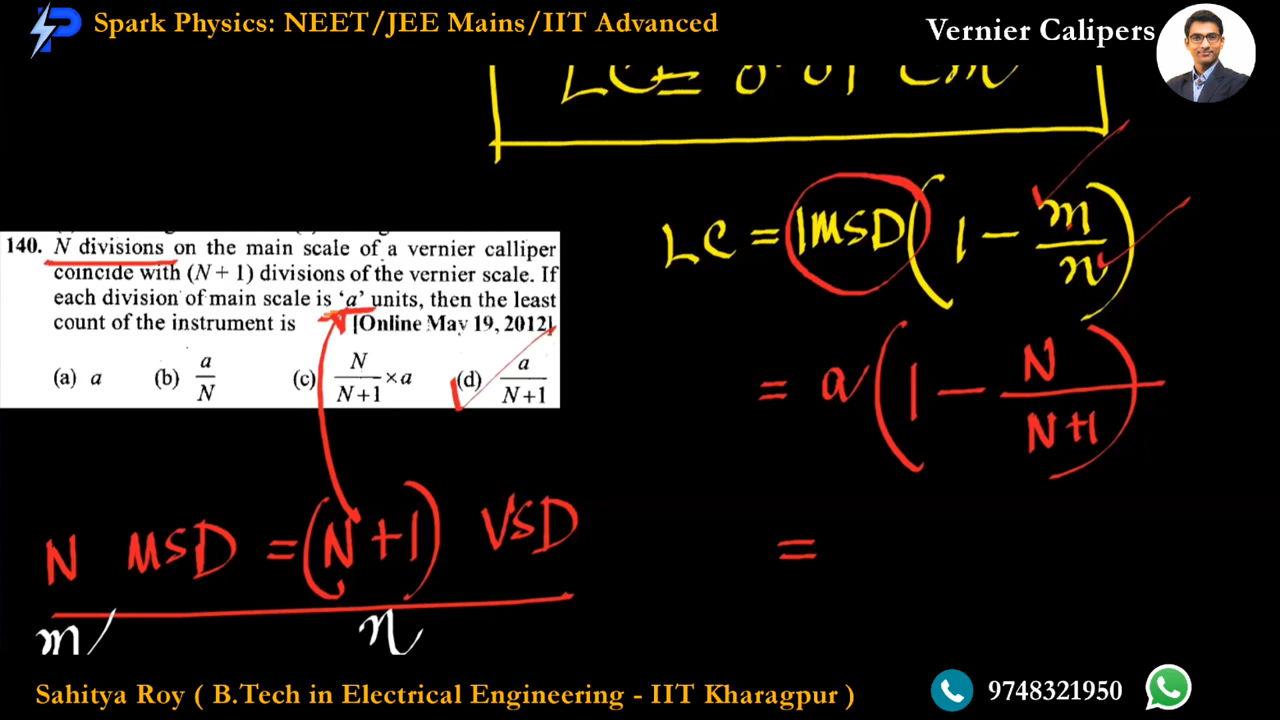 Spark Physics: NEET/JEE Mains/IIT Advanced
Vernier Calipers
LC= 0.01 cm
LC = 1MSD(1 - m/n)
140. N divisions on the main scale of a vernier calliper
coincide with (N + 1) divisions of the vernier scale. If
each division of main scale is ‘a’ units, then the least
count of the instrument is [Online May 19, 2012]
(a) a (b) a/N (c) N/N+1 × a (d) a/N+1
= a(1 - N/N+1)
N MSD = (N+1) VSD
=
m n
Sahitya Roy ( B.Tech in Electrical Engineering - IIT Kharagpur )
9748321950